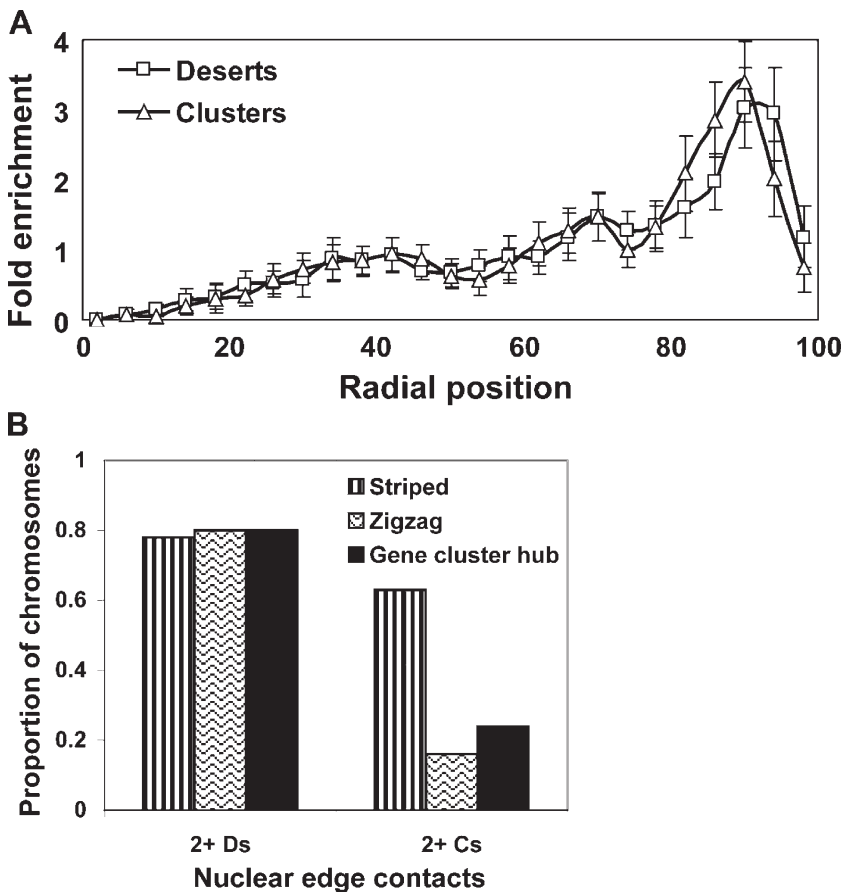 A
4
3
2
1
0
Fold enrichment
Deserts
Clusters
0 20 40 60 80 100
Radial position
B
1
0.8
0.6
0.4
0.2
0
Proportion of chromosomes
Striped
Zigzag
Gene cluster hub
2+ Ds 2+ Cs
Nuclear edge contacts